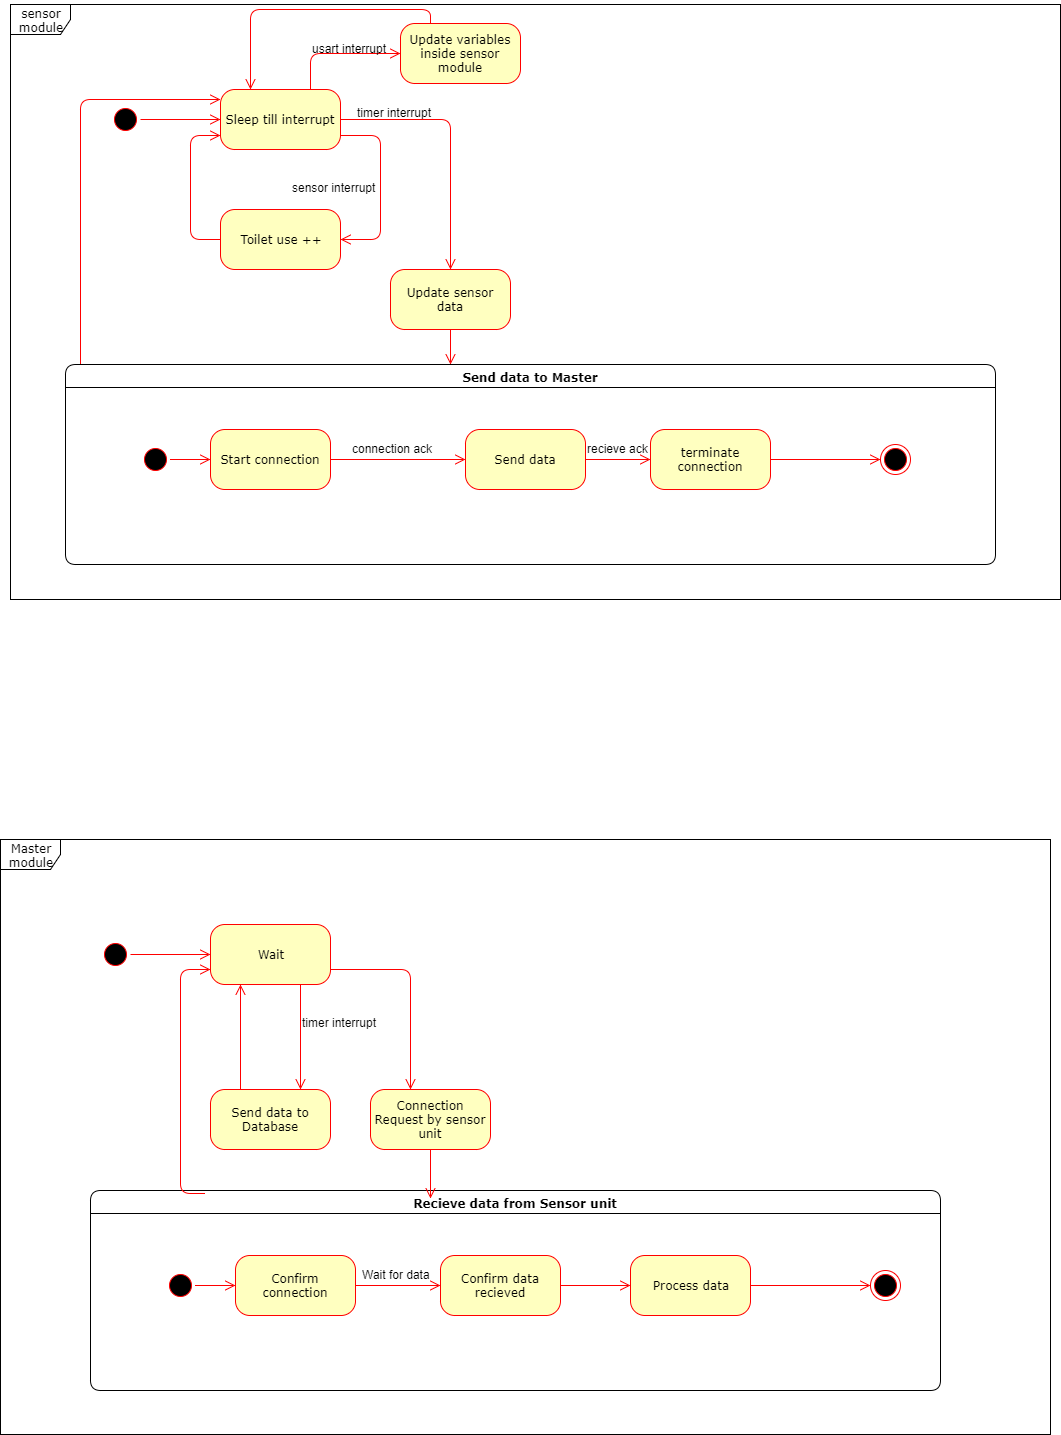 sensor
module
Update variables
inside sensor
module
usart interrupt
Sleep till interrupt
timer interrupt
sensor interrupt
Toilet use ++
Update sensor
data
Send data to Master
Start connection
connection ack
Send data
recieve ack
terminate
connection
Master
module
Wait
timer interrupt
Send data to
Database
Connection
Request by sensor
unit
Recieve data from Sensor unit
Confirm
connection
Wait for data
Confirm data
recieved
Process data